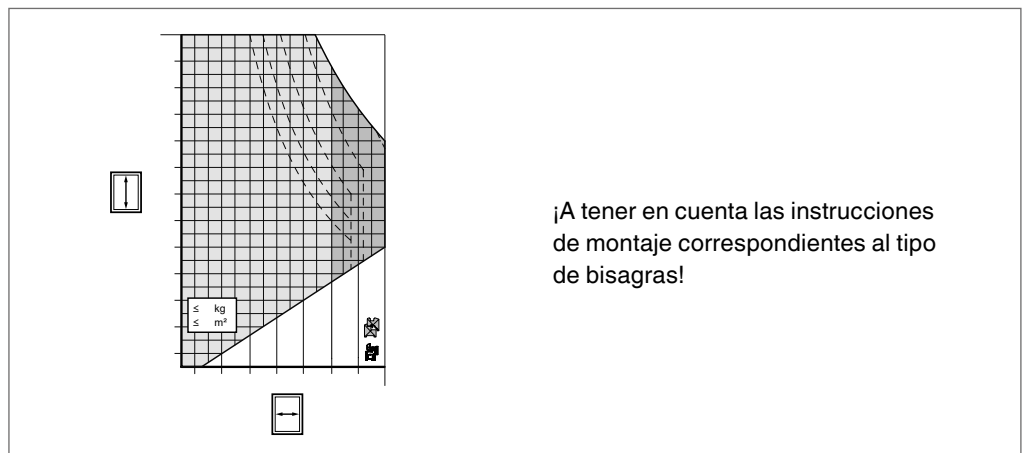 ≤ kg
≤ m²
¡A tener en cuenta las instrucciones
de montaje correspondientes al tipo
de bisagras!